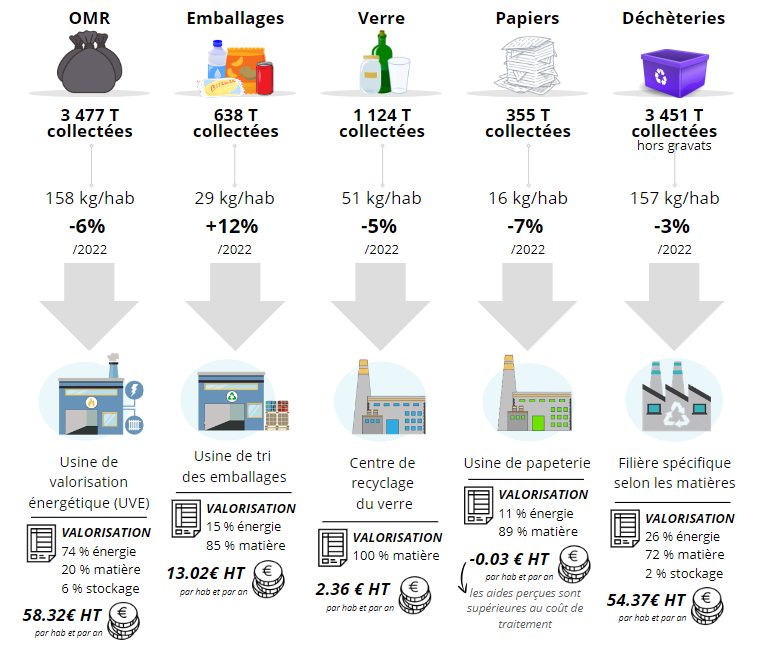 OMR
3 477 T
collectées
158 kg/hab
-6%
/2022
Usine de
valorisation
énergétique (UVE)
VALORISATION
74 % énergie
20 % matière
6 % stockage
58.32€ HT
par hab et par an
Emballages
638 T
collectées
29 kg/hab
+12%
/2022
Usine de tri
des emballages
VALORISATION
15 % énergie
85 % matière
13.02€ HT
par hab et par an
Verre
1 124 T
collectées
51 kg/hab
-5%
/2022
Centre de
recyclage
du verre
VALORISATION
100 % matière
2.36 € HT
par hab et par an
Papiers
355 T
collectées
16 kg/hab
-7%
/2022
Usine de papeterie
VALORISATION
11 % énergie
89 % matière
-0.03 € HT
par hab et par an
les aides perçues sont
supérieures au coût de
traitement
Déchèteries
3 451 T
collectées
hors gravats
157 kg/hab
-3%
/2022
Filière spécifique
selon les matières
VALORISATION
26 % énergie
72 % matière
2 % stockage
54.37€ HT
par hab et par an